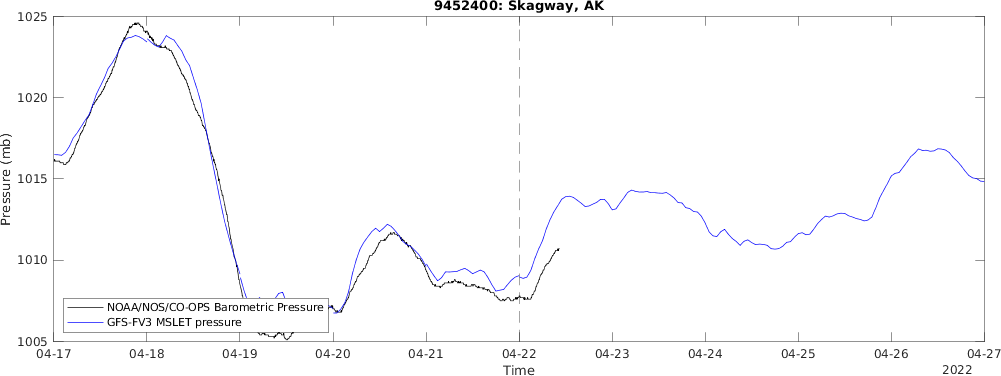 9452400: Skagway, AK
1025
1020
1015
1010
1005
Pressure (mb)
NOAA/NOS/CO-OPS Barometric Pressure
GFS-FV3 MSLET pressure
04-17 04-18 04-19 04-20 04-21 04-22 04-23 04-24 04-25 04-26 04-27
Time
2022